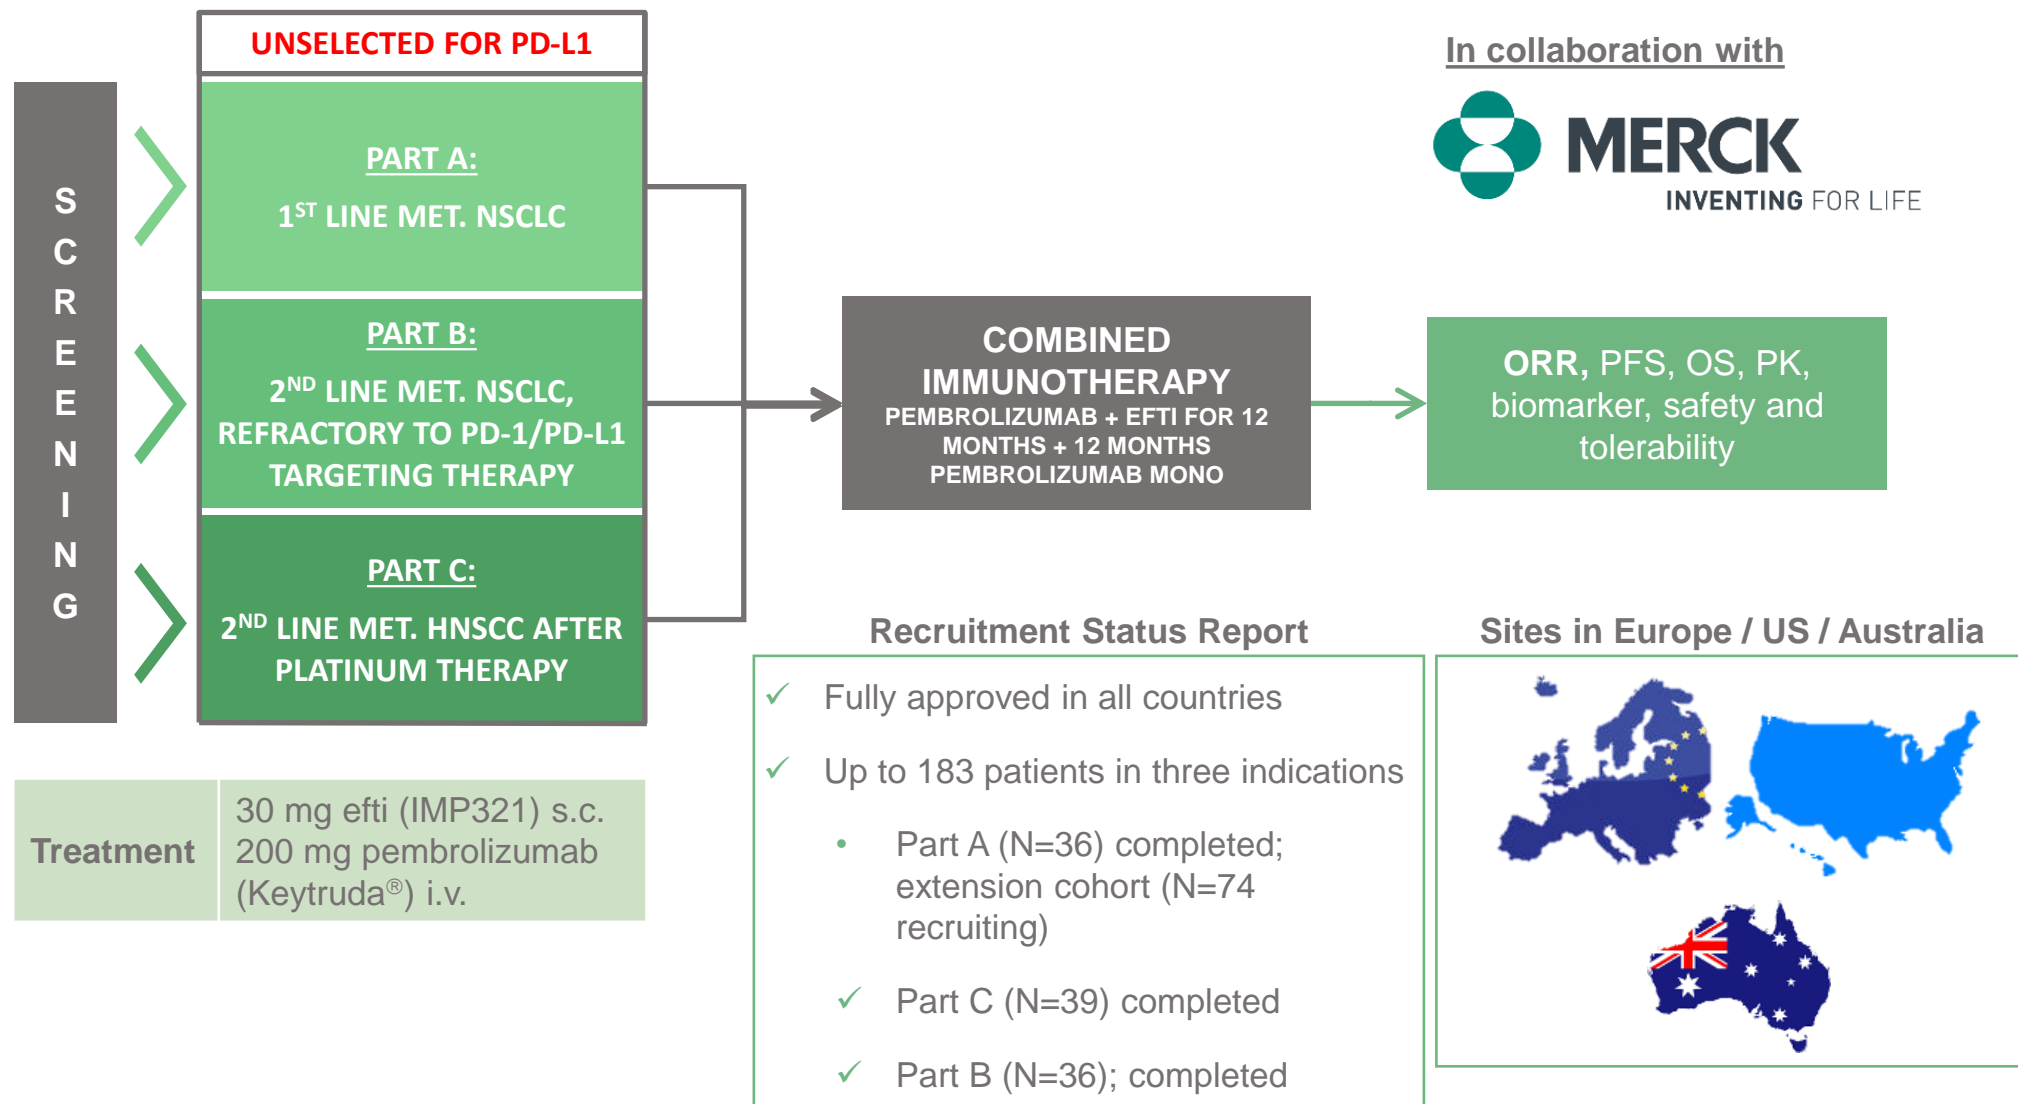 UNSELECTED FOR PD-L1
SCREENING
PART A:
1ST LINE MET. NSCLC
PART B:
2ND LINE MET. NSCLC,
REFRACTORY TO PD-1/PD-L1
TARGETING THERAPY
PART C:
2ND LINE MET. HNSCC AFTER
PLATINUM THERAPY
In collaboration with
MERCK
INVENTING FOR LIFE
COMBINED
IMMUNOTHERAPY
PEMBROLIZUMAB + EFTI FOR 12
MONTHS + 12 MONTHS
PEMBROLIZUMAB MONO
ORR, PFS, OS, PK,
biomarker, safety and
tolerability
Treatment
30 mg efti (IMP321) s.c.
200 mg pembrolizumab
(Keytruda®) i.v.
Recruitment Status Report
✓ Fully approved in all countries
✓ Up to 183 patients in three indications
• Part A (N=36) completed;
extension cohort (N=74
recruiting)
✓ Part C (N=39) completed
✓ Part B (N=36); completed
Sites in Europe / US / Australia